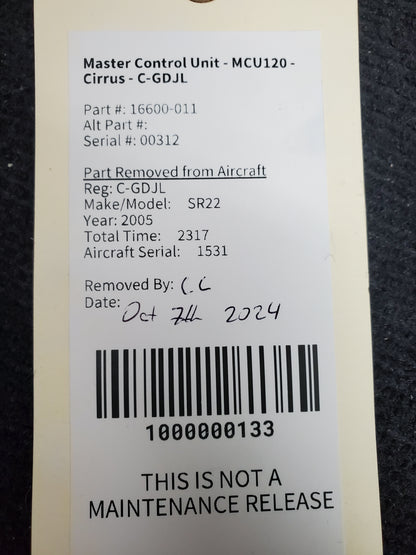 Master Control Unit - MCU120 -
Cirrus - C-GDJL
Part #: 16600-011
Alt Part #:
Serial #: 00312
Part Removed from Aircraft
Reg: C-GDJL
Make/Model: SR22
Year: 2005
Total Time: 2317
Aircraft Serial: 1531
Removed By: C.C
Date: Oct 7th 2024
1000000133
THIS IS NOT A
MAINTENANCE RELEASE